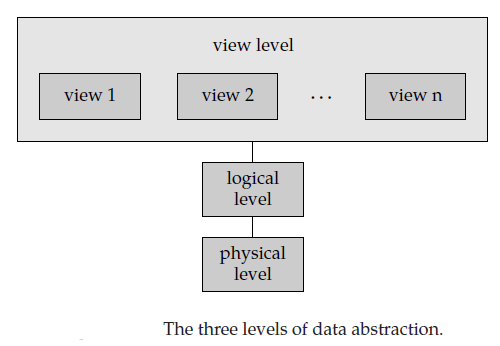 view level
view 1
view 2
...
view n
logical
level
physical
level
The three levels of data abstraction.